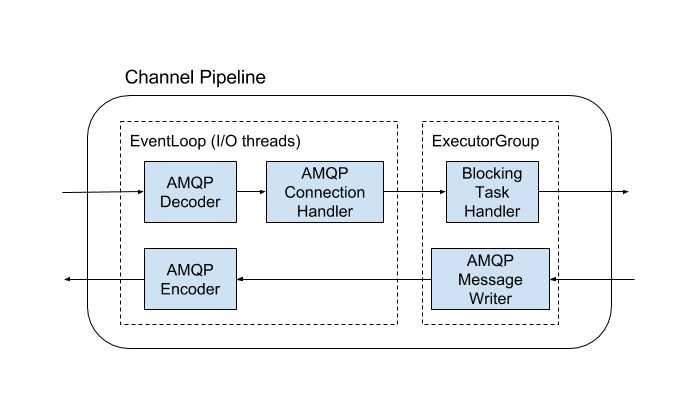 Channel Pipeline
EventLoop (I/O threads)
ExecutorGroup
AMQP
Decoder
AMQP
Connection
Handler
Blocking
Task
Handler
AMQP
Encoder
AMQP
Message
Writer